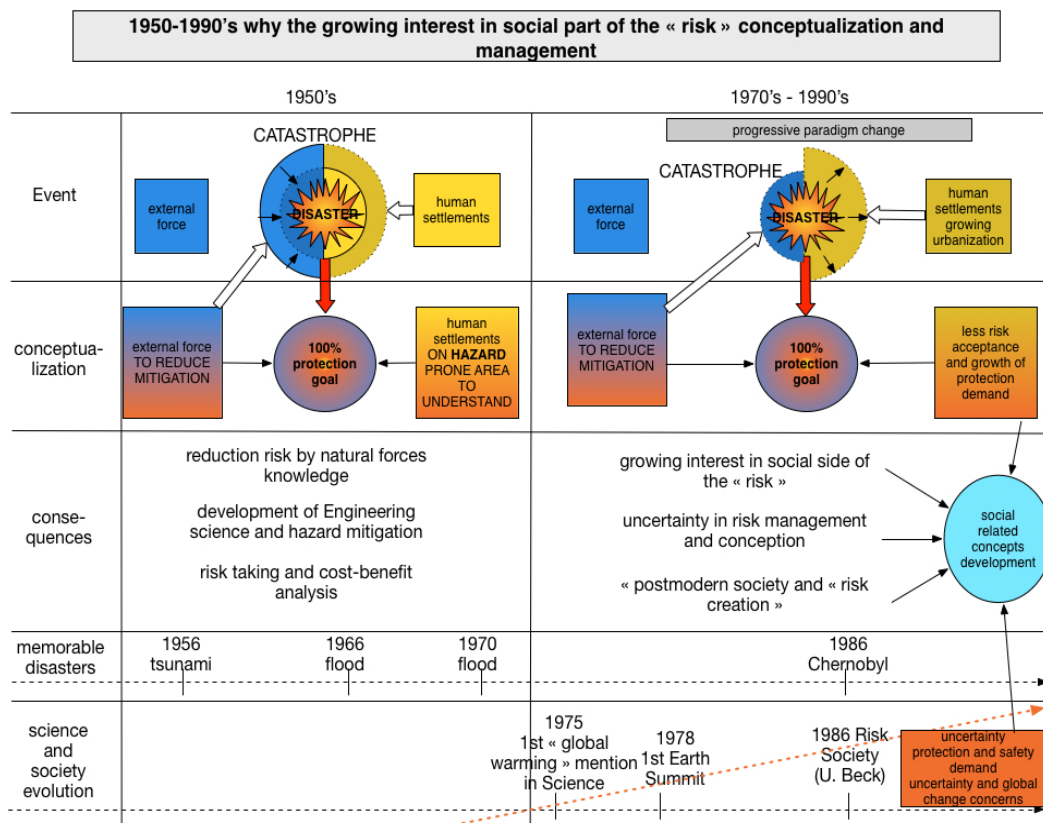 1950-1990's why the growing interest in social part of the « risk » conceptualization and
management
1950's
1970's - 1990's
progressive paradigm change
Event
external
force
CATASTROPHE
DISASTER
human
settlements
external
force
CATASTROPHE
DISASTER
human
settlements
growing
urbanization
conceptua-
lization
external force
TO REDUCE
MITIGATION
100%
protection
goal
human
settlements
ON HAZARD
PRONE AREA
TO
UNDERSTAND
external force
TO REDUCE
MITIGATION
100%
protection
goal
less risk
acceptance
and growth of
protection
demand
conse-
quences
reduction risk by natural forces
knowledge
development of Engineering
science and hazard mitigation
risk taking and cost-benefit
analysis
growing interest in social side of
the « risk »
uncertainty in risk management
and conception
« postmodern society and « risk
creation »
social
related
concepts
development
memorable
disasters
1956
tsunami
1966
flood
1970
flood
1986
Chernobyl
science
and
society
evolution
1975
1st « global
warming » mention
in Science
1978
1st Earth
Summit
1986 Risk
Society
(U. Beck)
uncertainty
protection and safety
demand
uncertainty and global
change concerns